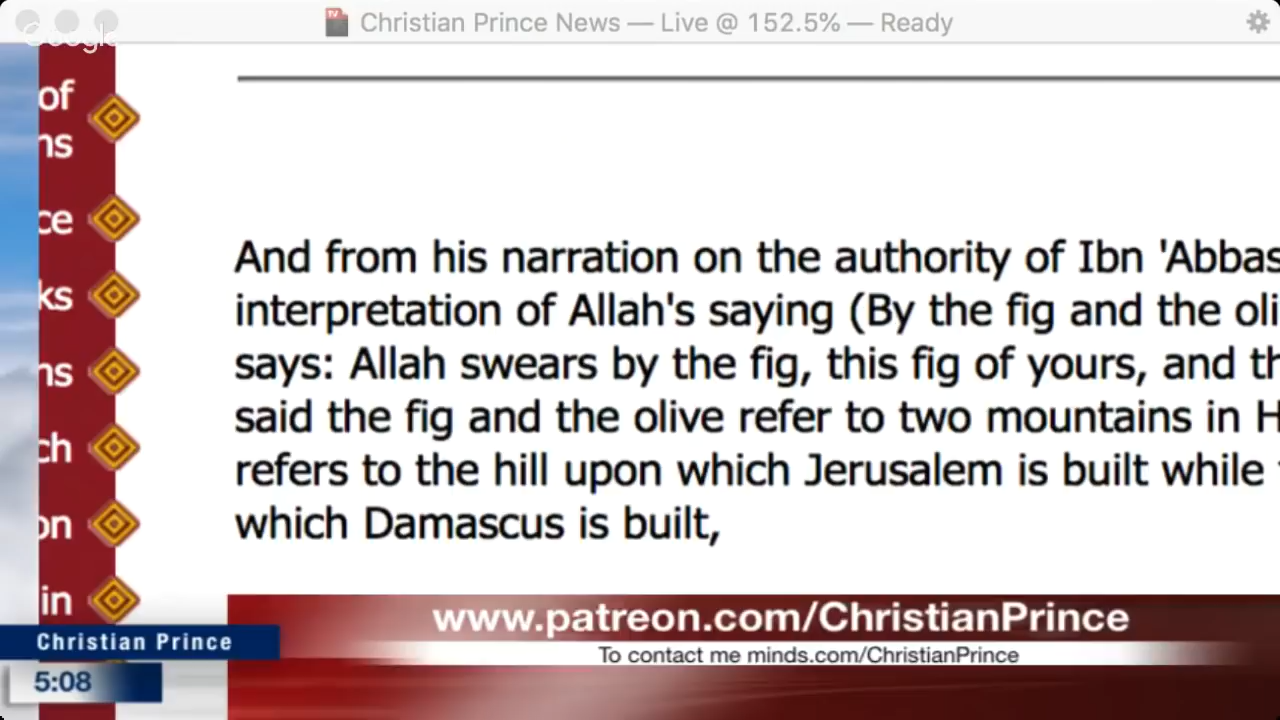 Christian Prince News — Live @ 152.5% — Ready
Google
of
ns
ce
ks
ns
ch
on
in
And from his narration on the authority of Ibn 'Abbas
interpretation of Allah's saying (By the fig and the oli
says: Allah swears by the fig, this fig of yours, and th
said the fig and the olive refer to two mountains in H
refers to the hill upon which Jerusalem is built while
which Damascus is built,
www.patreon.com/ChristianPrince
To contact me minds.com/ChristianPrince
Christian Prince
5:08